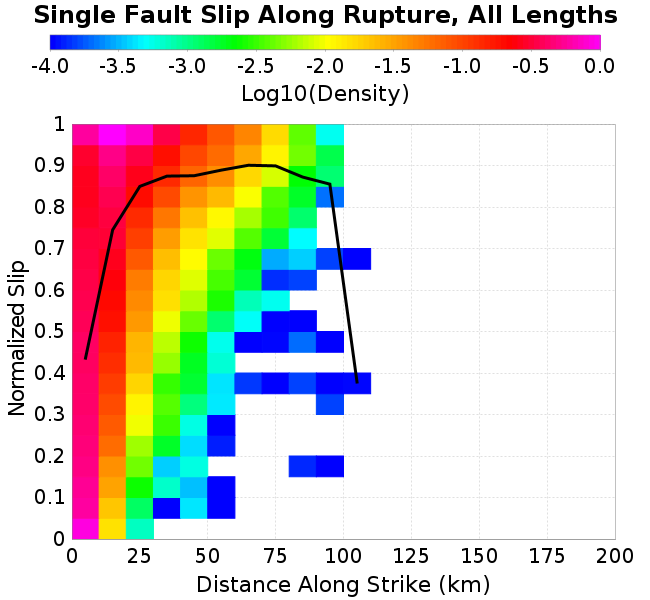 Single Fault Slip Along Rupture, All Lengths
-4.0 -3.5 -3.0 -2.5 -2.0 -1.5 -1.0 -0.5 0.0
Log10(Density)
1
0.9
0.8
0.7
0.6
0.5
0.4
0.3
0.2
0.1
0
Normalized Slip
0 25 50 75 100 125 150 175 200
Distance Along Strike (km)